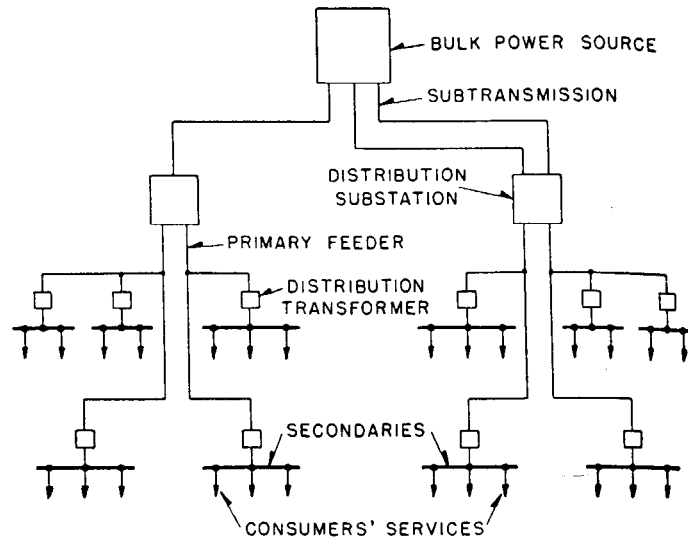 BULK POWER SOURCE
SUBTRANSMISSION
DISTRIBUTION
SUBSTATION
PRIMARY FEEDER
DISTRIBUTION
TRANSFORMER
SECONDARIES
CONSUMERS' SERVICES